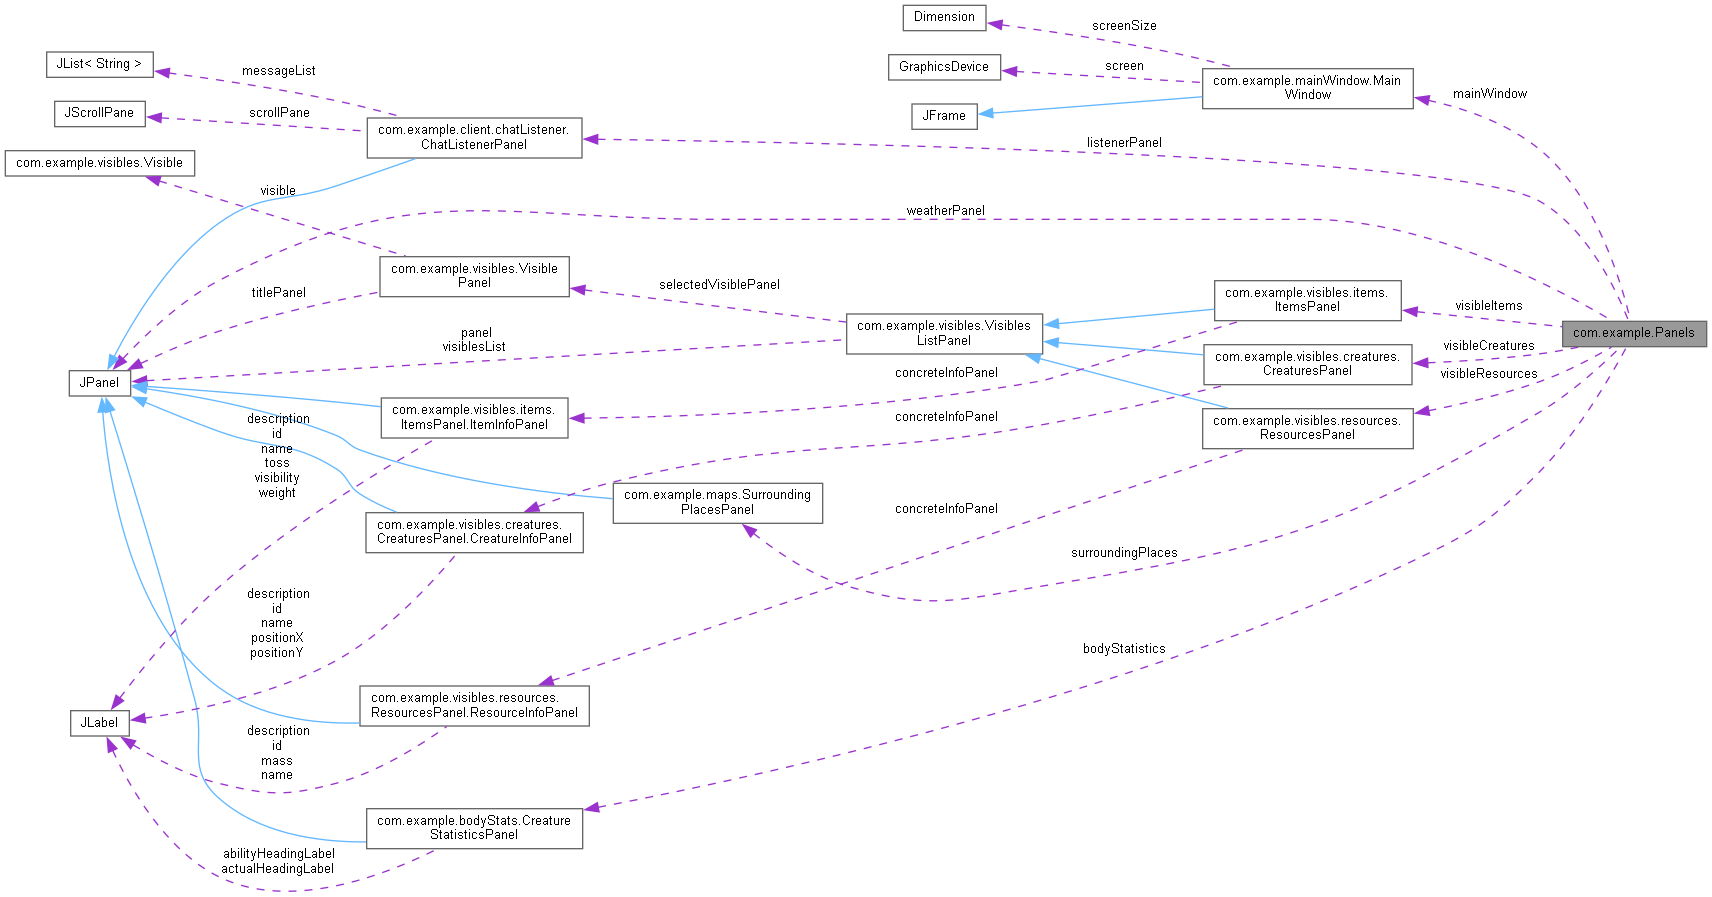 Dimension
screenSize
JList< String >
messageList
GraphicsDevice
screen
com.example.mainWindow.Main
Window
mainWindow
JScrollPane
scrollPane
JFrame
com.example.client.chatListener.
ChatListenerPanel
listenerPanel
com.example.visibles.Visible
visible
weatherPanel
com.example.visibles.Visible
Panel
titlePanel
selectedVisiblePanel
com.example.visibles.items.
ItemsPanel
visibleItems
panel
visiblesList
com.example.visibles.Visibles
ListPanel
com.example.Panels
visibleCreatures
com.example.visibles.creatures.
CreaturesPanel
visibleResources
JPanel
concreteInfoPanel
com.example.visibles.items.
ItemsPanel.ItemInfoPanel
concreteInfoPanel
com.example.visibles.resources.
ResourcesPanel
description
id
name
toss
visibility
weight
com.example.maps.Surrounding
PlacesPanel
concreteInfoPanel
com.example.visibles.creatures.
CreaturesPanel.CreatureInfoPanel
surroundingPlaces
description
id
name
positionX
positionY
bodyStatistics
com.example.visibles.resources.
ResourcesPanel.ResourceInfoPanel
JLabel
description
id
mass
name
com.example.bodyStats.Creature
StatisticsPanel
abilityHeadingLabel
actualHeadingLabel